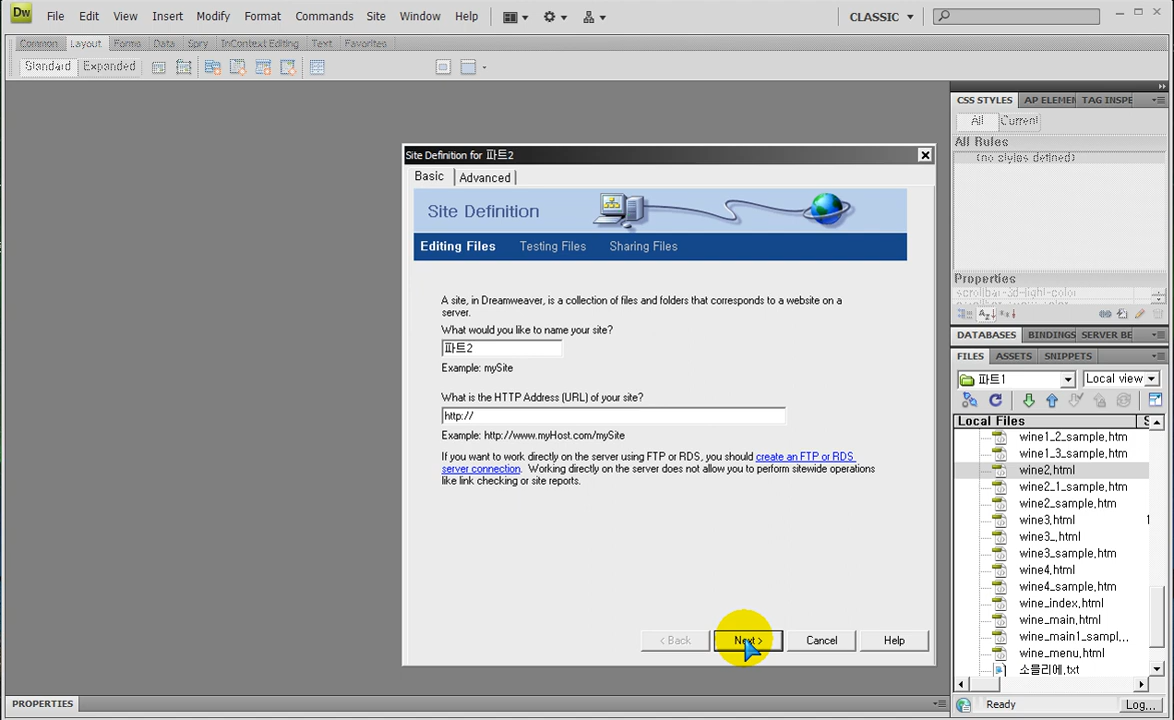 Dw File Edit View Insert Modify Format Commands Site Window Help CLASSIC
Common Layout Forms Data Spry InContext Editing Text Favorites
Standard Expanded
CSS STYLES AP ELEMEN TAG INSPE
All Current
All Rules
(no styles defined)
Properties
scrollbar-3d-light-color
DATABASES BINDINGS SERVER BE
FILES ASSETS SNIPPETS
파트1 Local view
Local Files S
wine1_2_sample.htm
wine1_3_sample.htm
wine2.html
wine2_1_sample.htm
wine2_sample.htm
wine3.html 1
wine3_.html
wine3_sample.htm
wine4.html
wine4_sample.htm
wine_index.html
wine_main.html
wine_main1_sampl...
wine_menu.html
소믈리에.txt
Ready Log...
Site Definition for 파트2
Basic Advanced
Site Definition
Editing Files Testing Files Sharing Files
A site, in Dreamweaver, is a collection of files and folders that corresponds to a website on a
server.
What would you like to name your site?
파트2
Example: mySite
What is the HTTP Address (URL) of your site?
http://
Example: http://www.myHost.com/mySite
If you want to work directly on the server using FTP or RDS, you should create an FTP or RDS
server connection. Working directly on the server does not allow you to perform sitewide operations
like link checking or site reports.
< Back Next > Cancel Help
PROPERTIES